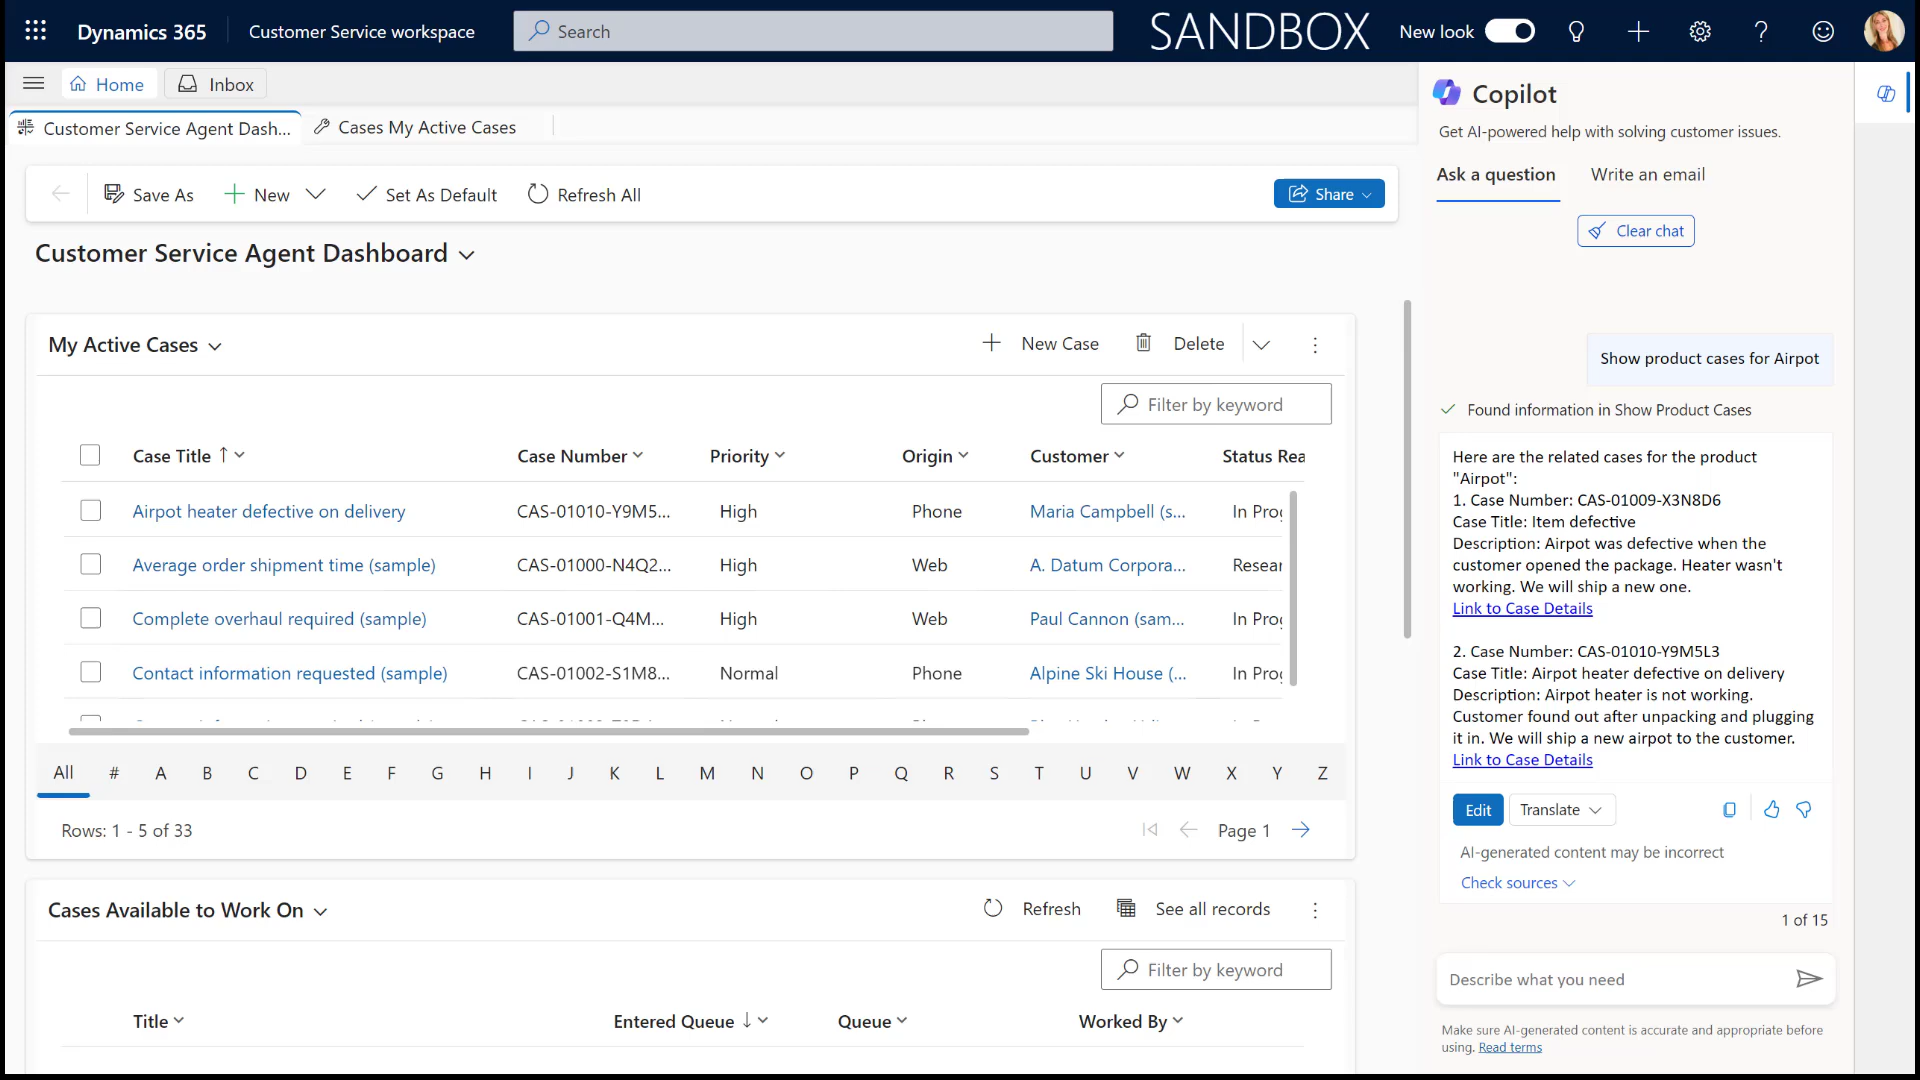 Dynamics 365
Customer Service workspace
Search
SANDBOX
New look
Home
Inbox
Customer Service Agent Dash...
Cases My Active Cases
Save As
New
Set As Default
Refresh All
Share
Customer Service Agent Dashboard
My Active Cases
New Case
Delete
Filter by keyword
Case Title Case Number Priority Origin Customer Status Rea
Airpot heater defective on delivery CAS-01010-Y9M5... High Phone Maria Campbell (s... In Prog
Average order shipment time (sample) CAS-01000-N4Q2... High Web A. Datum Corpora... Resear
Complete overhaul required (sample) CAS-01001-Q4M... High Web Paul Cannon (sam... In Prog
Contact information requested (sample) CAS-01002-S1M8... Normal Phone Alpine Ski House (... In Prog
All # A B C D E F G H I J K L M N O P Q R S T U V W X Y Z
Rows: 1 - 5 of 33
Page 1
Cases Available to Work On
Refresh
See all records
Filter by keyword
Title Entered Queue Queue Worked By
Copilot
Get AI-powered help with solving customer issues.
Ask a question
Write an email
Clear chat
Show product cases for Airpot
Found information in Show Product Cases
Here are the related cases for the product
"Airpot":
1. Case Number: CAS-01009-X3N8D6
Case Title: Item defective
Description: Airpot was defective when the
customer opened the package. Heater wasn't
working. We will ship a new one.
Link to Case Details
2. Case Number: CAS-01010-Y9M5L3
Case Title: Airpot heater defective on delivery
Description: Airpot heater is not working.
Customer found out after unpacking and plugging
it in. We will ship a new airpot to the customer.
Link to Case Details
Edit
Translate
AI-generated content may be incorrect
Check sources
1 of 15
Describe what you need
Make sure AI-generated content is accurate and appropriate before
using. Read terms